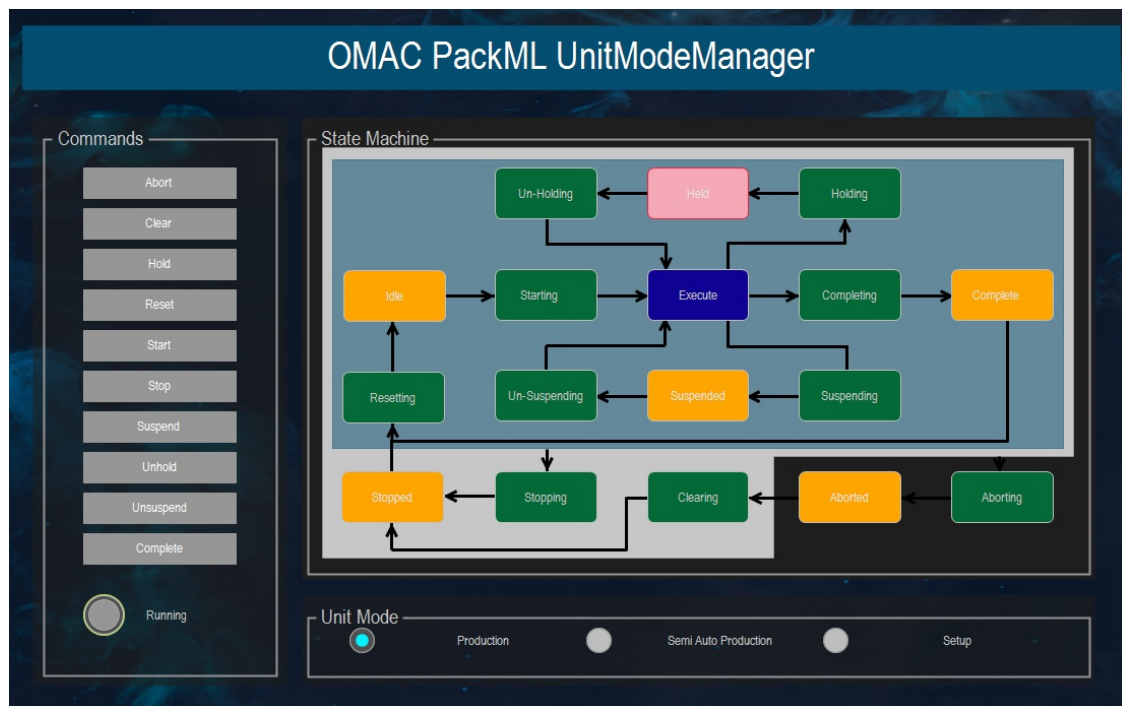 OMAC PackML UnitModeManager
Commands
Abort
Clear
Hold
Reset
Start
Stop
Suspend
Unhold
Unsuspend
Complete
Running
State Machine
Un-Holding
Held
Holding
Idle
Starting
Execute
Completing
Complete
Resetting
Un-Suspending
Suspended
Suspending
Stopped
Stopping
Clearing
Aborted
Aborting
Unit Mode
Production
Semi Auto Production
Setup